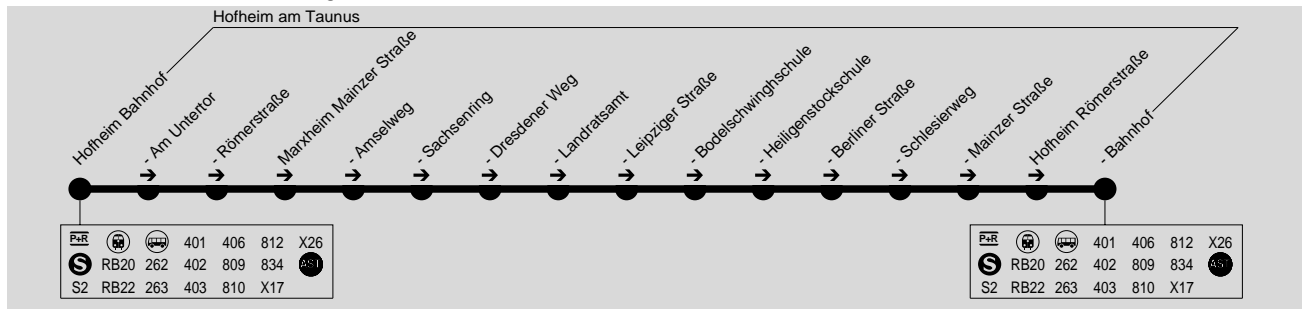 Hofheim am Taunus
Hofheim Bahnhof
- Am Untertor
- Römerstraße
Marxheim Mainzer Straße
- Amselweg
- Sachsenring
- Dresdener Weg
- Landratsamt
- Leipziger Straße
- Bodelschwinghschule
- Heiligenstockschule
- Berliner Straße
- Schlesierweg
- Mainzer Straße
Hofheim Römerstraße
- Bahnhof
P+R 401 406 812 X26
S RB20 262 402 809 834 AST
S2 RB22 263 403 810 X17
P+R 401 406 812 X26
S RB20 262 402 809 834 AST
S2 RB22 263 403 810 X17